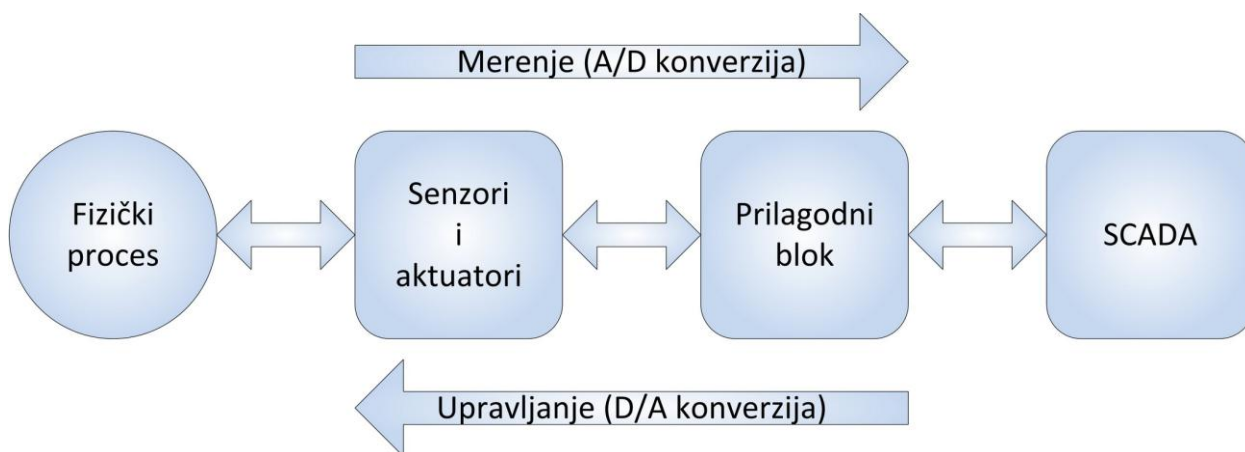 Merenje (A/D konverzija)
Fizički
proces
Senzori
i
aktuatori
Prilagodni
blok
SCADA
Upravljanje (D/A konverzija)